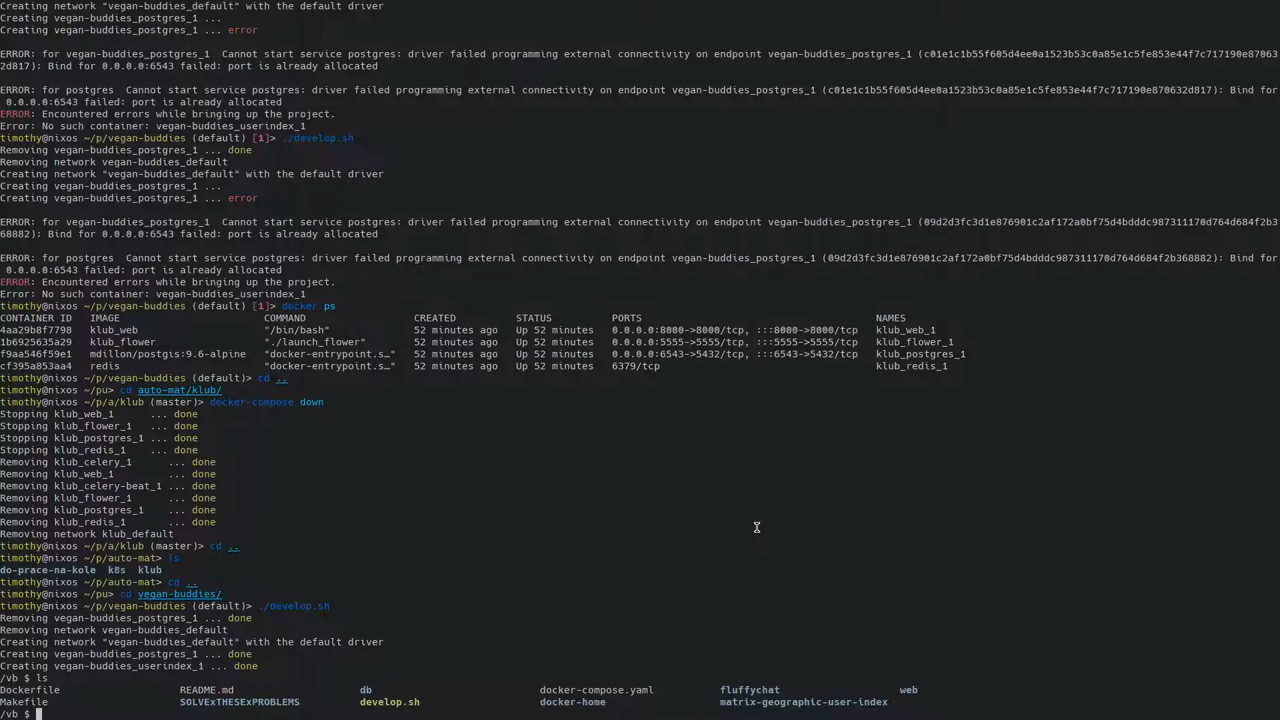 Creating network "vegan-buddies_default" with the default driver
Creating vegan-buddies_postgres_1 ...
Creating vegan-buddies_postgres_1 ... error
ERROR: for vegan-buddies_postgres_1  Cannot start service postgres: driver failed programming external connectivity on endpoint vegan-buddies_postgres_1 (c01e1c1b55f605d4ee0a1523b53c0a85e1c5fe853e44f7c717190e87063
2d817): Bind for 0.0.0.0:6543 failed: port is already allocated
ERROR: for postgres  Cannot start service postgres: driver failed programming external connectivity on endpoint vegan-buddies_postgres_1 (c01e1c1b55f605d4ee0a1523b53c0a85e1c5fe853e44f7c717190e870632d817): Bind for
 0.0.0.0:6543 failed: port is already allocated
ERROR: Encountered errors while bringing up the project.
Error: No such container: vegan-buddies_userindex_1
timothy@nixos ~/p/vegan-buddies (default) [1]> ./develop.sh
Removing vegan-buddies_postgres_1 ... done
Removing network vegan-buddies_default
Creating network "vegan-buddies_default" with the default driver
Creating vegan-buddies_postgres_1 ...
Creating vegan-buddies_postgres_1 ... error
ERROR: for vegan-buddies_postgres_1  Cannot start service postgres: driver failed programming external connectivity on endpoint vegan-buddies_postgres_1 (09d2d3fc3d1e876901c2af172a0bf75d4bdddc987311170d764d684f2b3
68882): Bind for 0.0.0.0:6543 failed: port is already allocated
ERROR: for postgres  Cannot start service postgres: driver failed programming external connectivity on endpoint vegan-buddies_postgres_1 (09d2d3fc3d1e876901c2af172a0bf75d4bdddc987311170d764d684f2b368882): Bind for
 0.0.0.0:6543 failed: port is already allocated
ERROR: Encountered errors while bringing up the project.
Error: No such container: vegan-buddies_userindex_1
timothy@nixos ~/p/vegan-buddies (default) [1]> docker ps
CONTAINER ID   IMAGE                        COMMAND                  CREATED          STATUS          PORTS                                       NAMES
4aa29b8f7798   klub_web                     "/bin/bash"              52 minutes ago   Up 52 minutes   0.0.0.0:8000->8000/tcp, :::8000->8000/tcp   klub_web_1
1b6925635a29   klub_flower                  "./launch_flower"        52 minutes ago   Up 52 minutes   0.0.0.0:5555->5555/tcp, :::5555->5555/tcp   klub_flower_1
f9aa546f59e1   mdillon/postgis:9.6-alpine   "docker-entrypoint.s…"   52 minutes ago   Up 52 minutes   0.0.0.0:6543->5432/tcp, :::6543->5432/tcp   klub_postgres_1
cf395a853aa4   redis                        "docker-entrypoint.s…"   52 minutes ago   Up 52 minutes   6379/tcp                                    klub_redis_1
timothy@nixos ~/p/vegan-buddies (default)> cd ..
timothy@nixos ~/pu> cd auto-mat/klub/
timothy@nixos ~/p/a/klub (master)> docker-compose down
Stopping klub_web_1      ... done
Stopping klub_flower_1   ... done
Stopping klub_postgres_1 ... done
Stopping klub_redis_1    ... done
Removing klub_celery_1      ... done
Removing klub_web_1         ... done
Removing klub_celery-beat_1 ... done
Removing klub_flower_1      ... done
Removing klub_postgres_1    ... done
Removing klub_redis_1       ... done
Removing network klub_default
timothy@nixos ~/p/a/klub (master)> cd ..
timothy@nixos ~/p/auto-mat> ls
do-prace-na-kole  k8s  klub
timothy@nixos ~/p/auto-mat> cd ..
timothy@nixos ~/pu> cd vegan-buddies/
timothy@nixos ~/p/vegan-buddies (default)> ./develop.sh
Removing vegan-buddies_postgres_1 ... done
Removing network vegan-buddies_default
Creating network "vegan-buddies_default" with the default driver
Creating vegan-buddies_postgres_1 ... done
Creating vegan-buddies_userindex_1 ... done
/vb $ ls
Dockerfile                    README.md                     db                            docker-compose.yaml           fluffychat                    web
Makefile                      SOLVExTHESExPROBLEMS          develop.sh                    docker-home                   matrix-geographic-user-index
/vb $